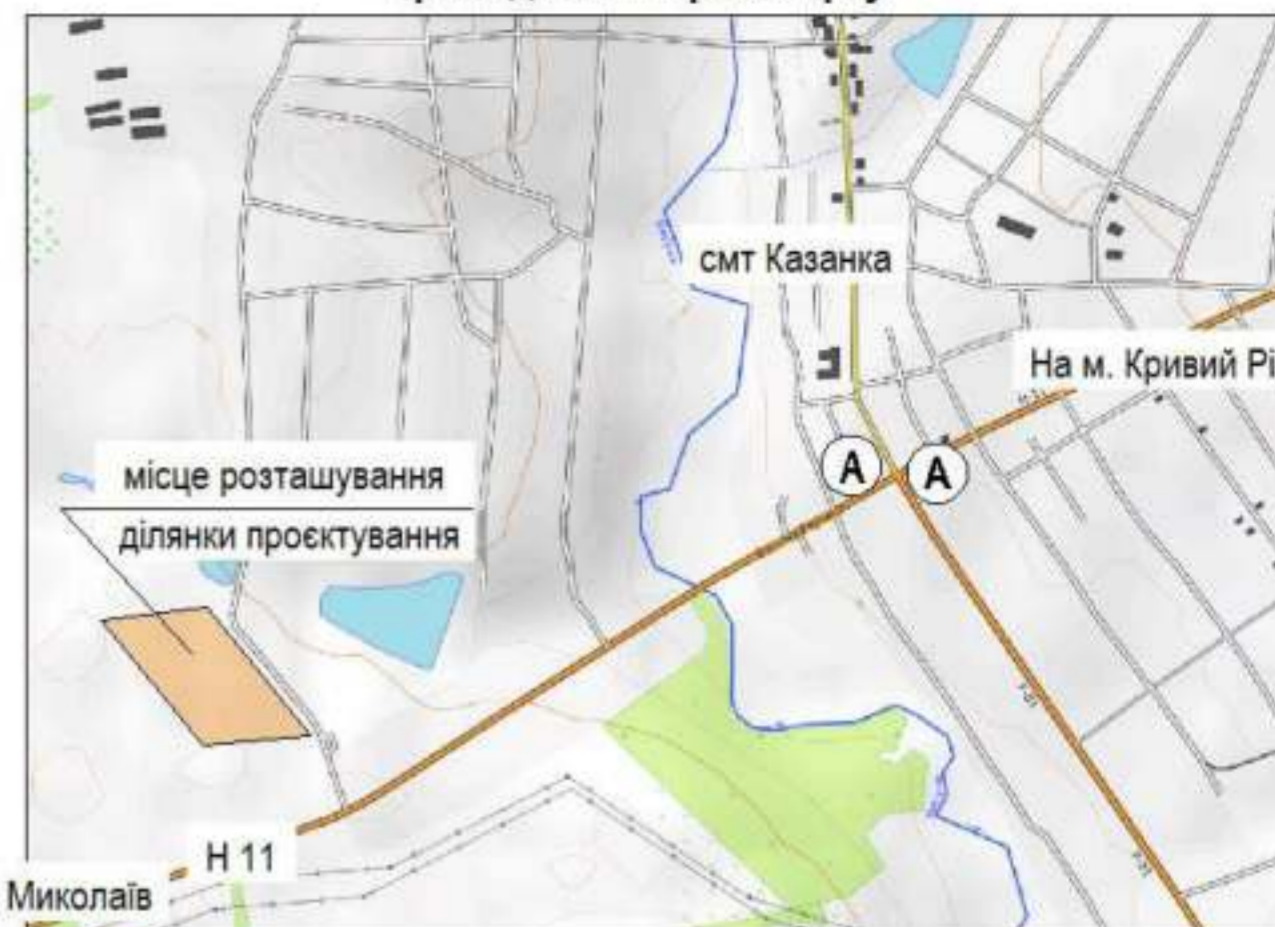 смт Казанка
На м. Кривий Рі
А А
місце розташування
ділянки проєктування
Н 11
Миколаїв